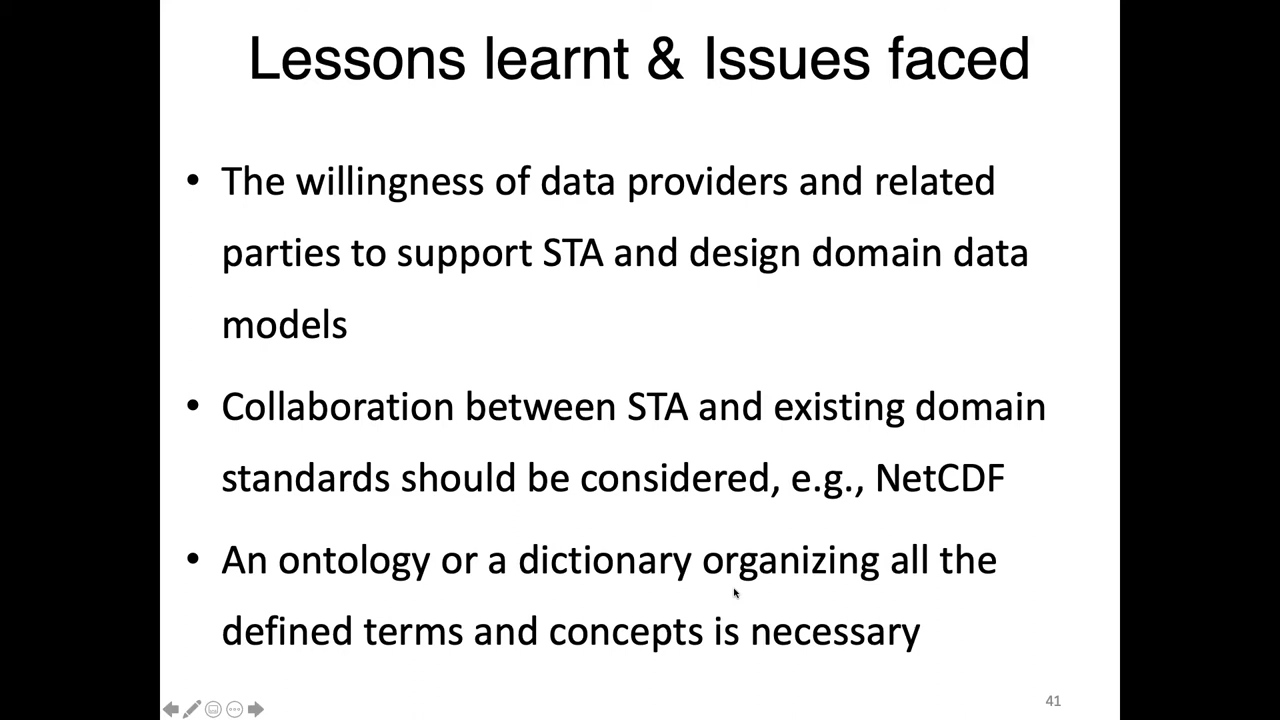 Lessons learnt & Issues faced
• The willingness of data providers and related
parties to support STA and design domain data
models
• Collaboration between STA and existing domain
standards should be considered, e.g., NetCDF
• An ontology or a dictionary organizing all the
defined terms and concepts is necessary
41